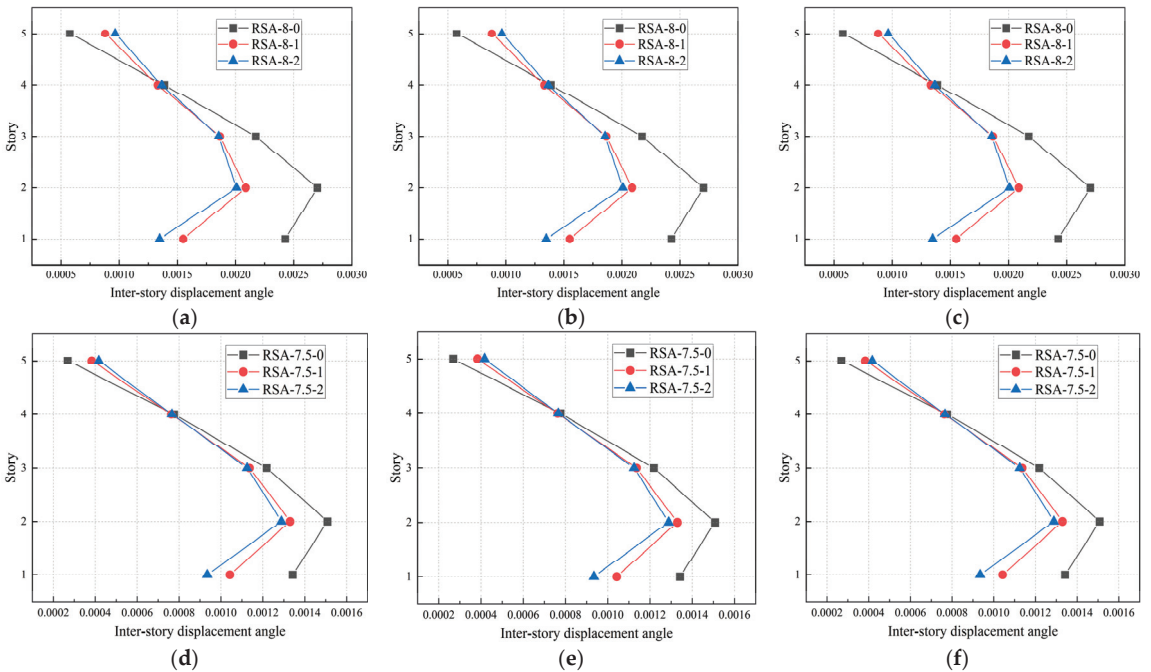 RSA-8-0
RSA-8-1
RSA-8-2
Story
5
4
3
2
1
0.0005 0.0010 0.0015 0.0020 0.0025 0.0030
Inter-story displacement angle
(a)
RSA-8-0
RSA-8-1
RSA-8-2
Story
5
4
3
2
1
0.0005 0.0010 0.0015 0.0020 0.0025 0.0030
Inter-story displacement angle
(b)
RSA-8-0
RSA-8-1
RSA-8-2
Story
5
4
3
2
1
0.0005 0.0010 0.0015 0.0020 0.0025 0.0030
Inter-story displacement angle
(c)
RSA-7.5-0
RSA-7.5-1
RSA-7.5-2
Story
5
4
3
2
1
0.0002 0.0004 0.0006 0.0008 0.0010 0.0012 0.0014 0.0016
Inter-story displacement angle
(d)
RSA-7.5-0
RSA-7.5-1
RSA-7.5-2
Story
5
4
3
2
1
0.0002 0.0004 0.0006 0.0008 0.0010 0.0012 0.0014 0.0016
Inter-story displacement angle
(e)
RSA-7.5-0
RSA-7.5-1
RSA-7.5-2
Story
5
4
3
2
1
0.0002 0.0004 0.0006 0.0008 0.0010 0.0012 0.0014 0.0016
Inter-story displacement angle
(f)